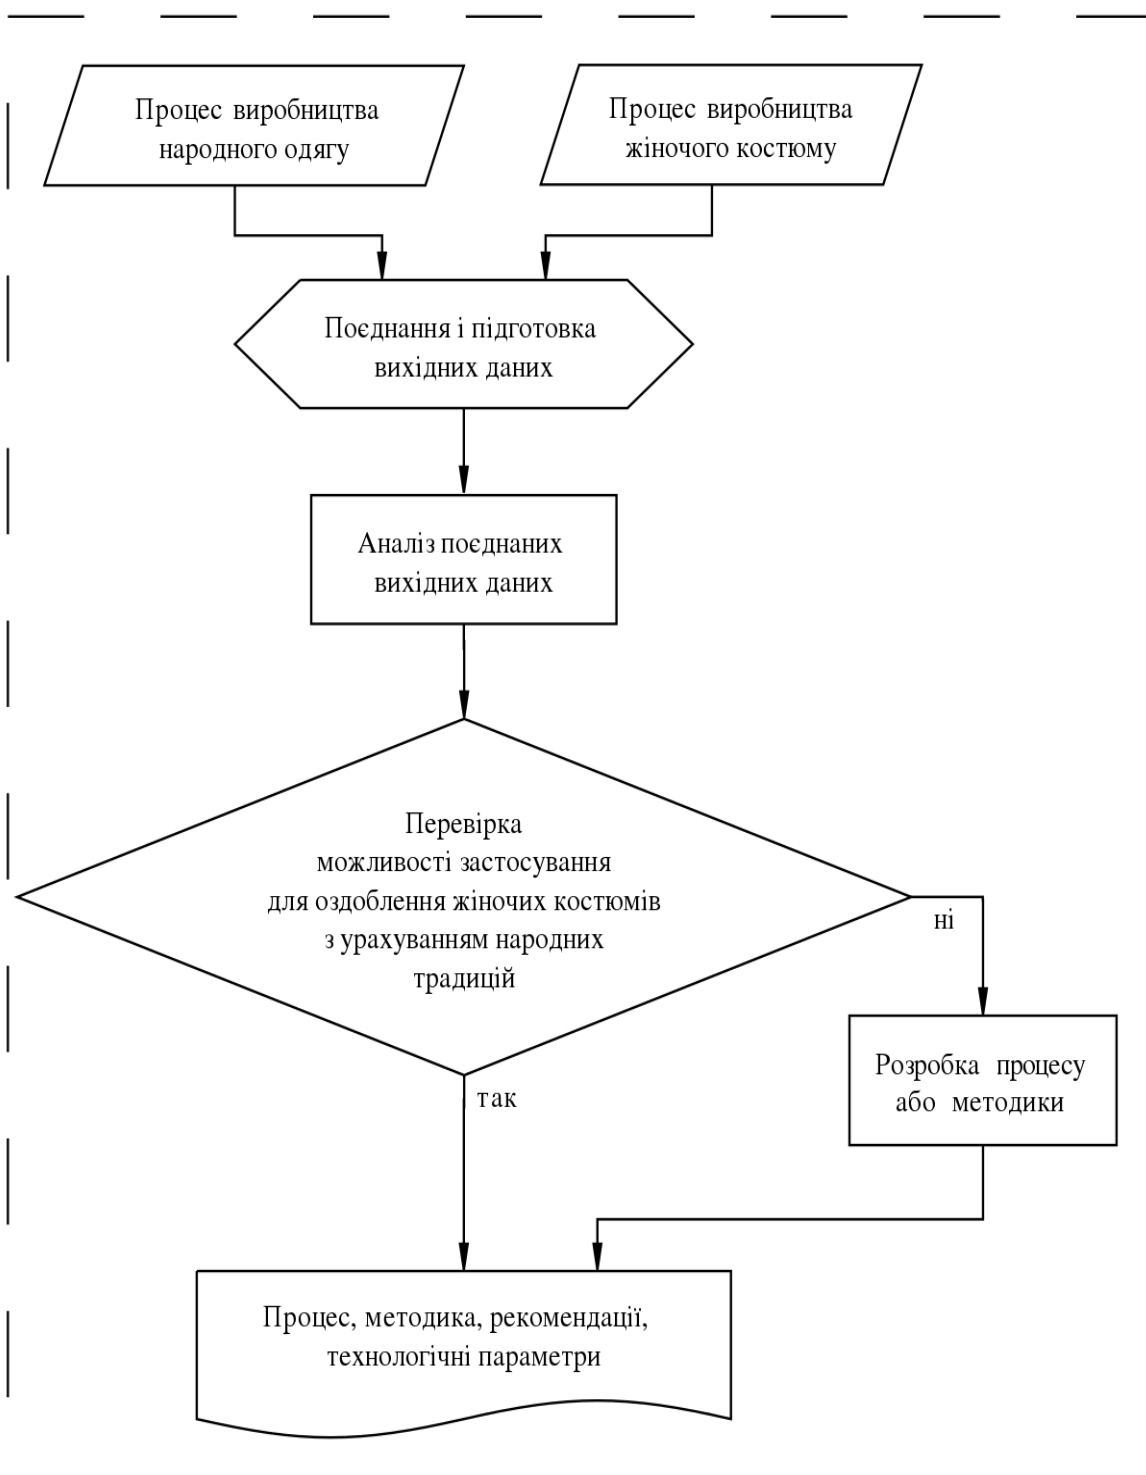 Процес виробництва
народного одягу
Процес виробництва
жіночого костюму
Поєднання і підготовка
вихідних даних
Аналіз поєднаних
вихідних даних
Перевірка
можливості застосування
для оздоблення жіночих костюмів
з урахуванням народних
традицій
ні
Розробка процесу
або методики
так
Процес, методика, рекомендації,
технологічні параметри